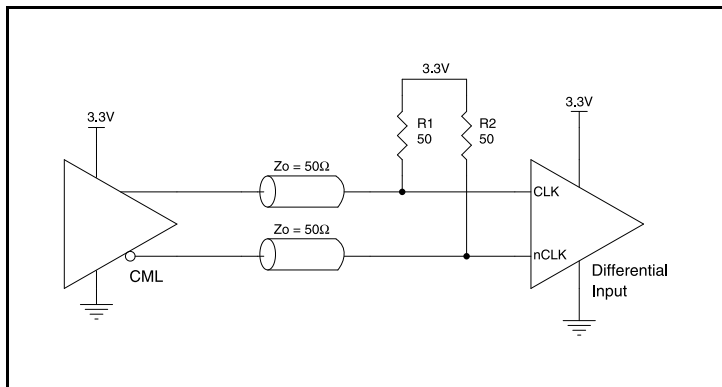 3.3V
3.3V
3.3V
R1
50
R2
50
Zo = 50Ω
Zo = 50Ω
CLK
nCLK
CML
Differential
Input